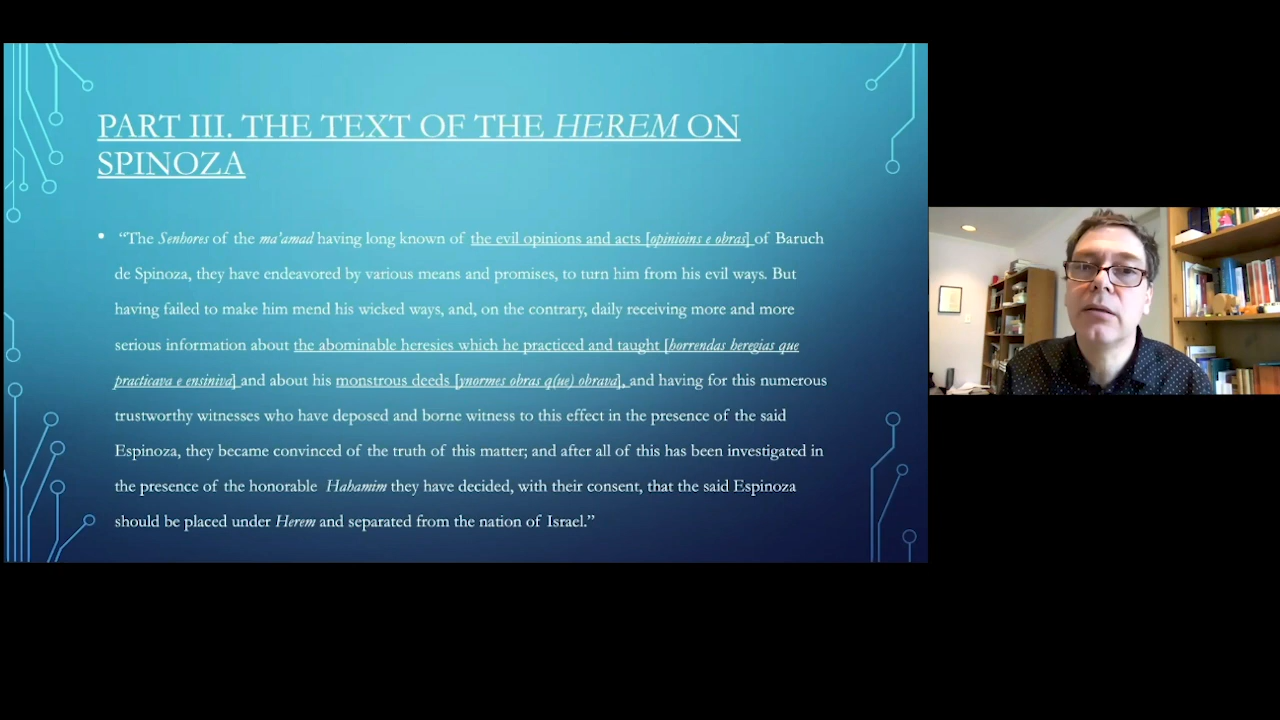 PART III. THE TEXT OF THE HEREM ON
SPINOZA
• “The Senhores of the ma’amad having long known of the evil opinions and acts [opinioins e obras] of Baruch
de Spinoza, they have endeavored by various means and promises, to turn him from his evil ways. But
having failed to make him mend his wicked ways, and, on the contrary, daily receiving more and more
serious information about the abominable heresies which he practiced and taught [horrendas heregias que
practicava e ensiniva] and about his monstrous deeds [ynormes obras q(ue) obrava], and having for this numerous
trustworthy witnesses who have deposed and borne witness to this effect in the presence of the said
Espinoza, they became convinced of the truth of this matter; and after all of this has been investigated in
the presence of the honorable Hahamim they have decided, with their consent, that the said Espinoza
should be placed under Herem and separated from the nation of Israel.”